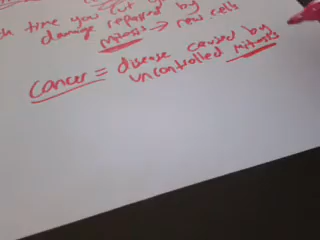 time you cut
damage repaired by
mitosis → new cells
cancer = disease caused by
uncontrolled mitosis